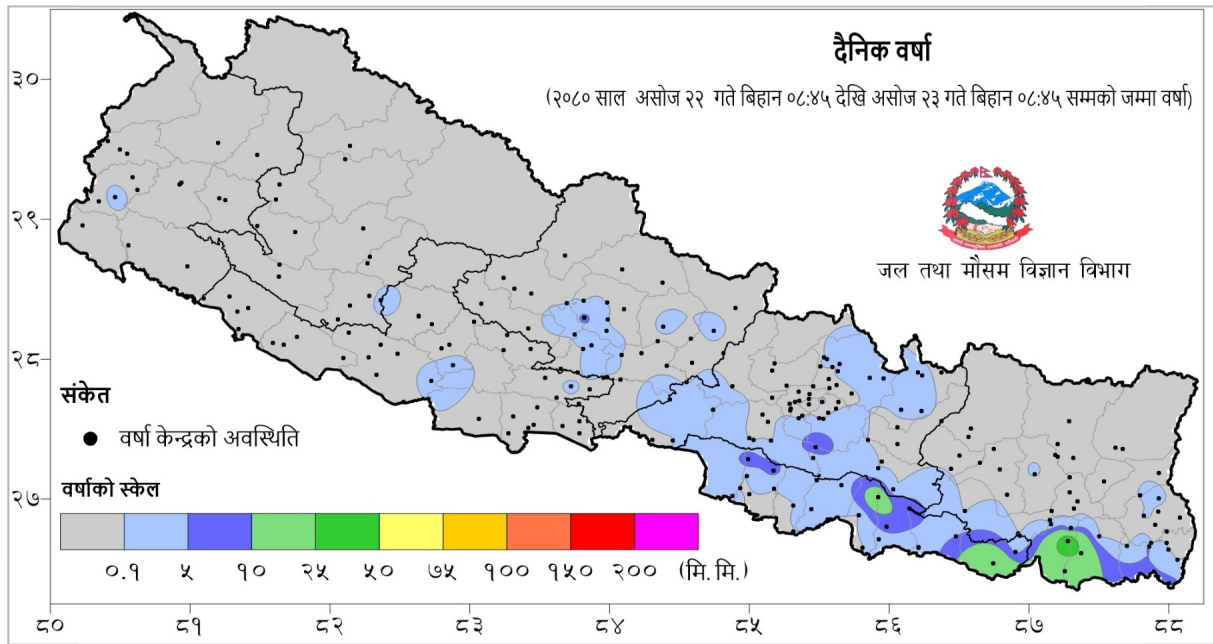 दैनिक वर्षा
(२०८० साल असोज २२ गते बिहान ०८:४५ देखि असोज २३ गते बिहान ०८:४५ सम्मको जम्मा वर्षा)
जल तथा मौसम विज्ञान विभाग
३०
२९
२८
२७
संकेत
वर्षा केन्द्रको अवस्थिति
वर्षाको स्केल
०.१ ५ १० २५ ५० ७५ १०० १५० २०० (मि.मि.)
८० ८१ ८२ ८३ ८४ ८५ ८६ ८७ ८८